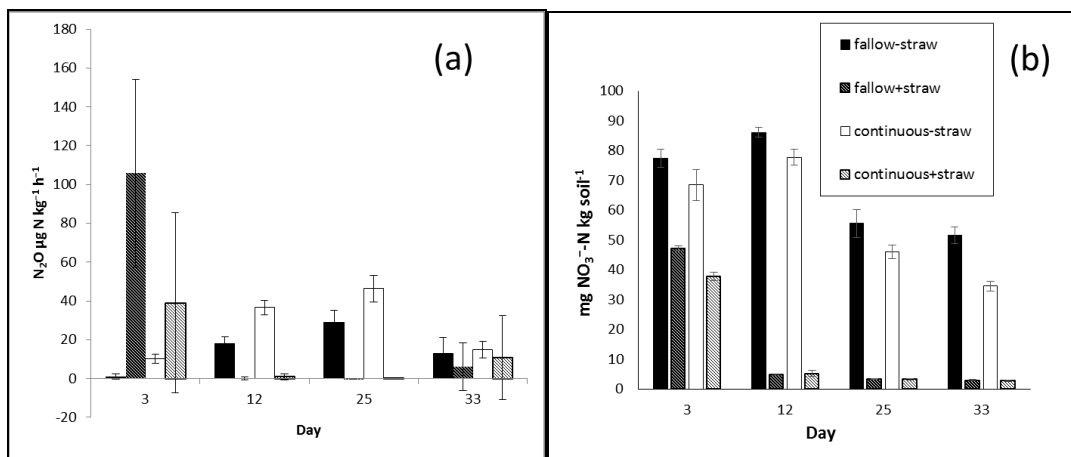 (a)
180
160
140
120
100
80
60
40
20
0
-20
N₂O µg N kg⁻¹ h⁻¹
3 12 25 33
Day
(b)
fallow-straw
fallow+straw
continuous-straw
continuous+straw
100
90
80
70
60
50
40
30
20
10
0
mg NO₃⁻-N kg soil⁻¹
3 12 25 33
Day